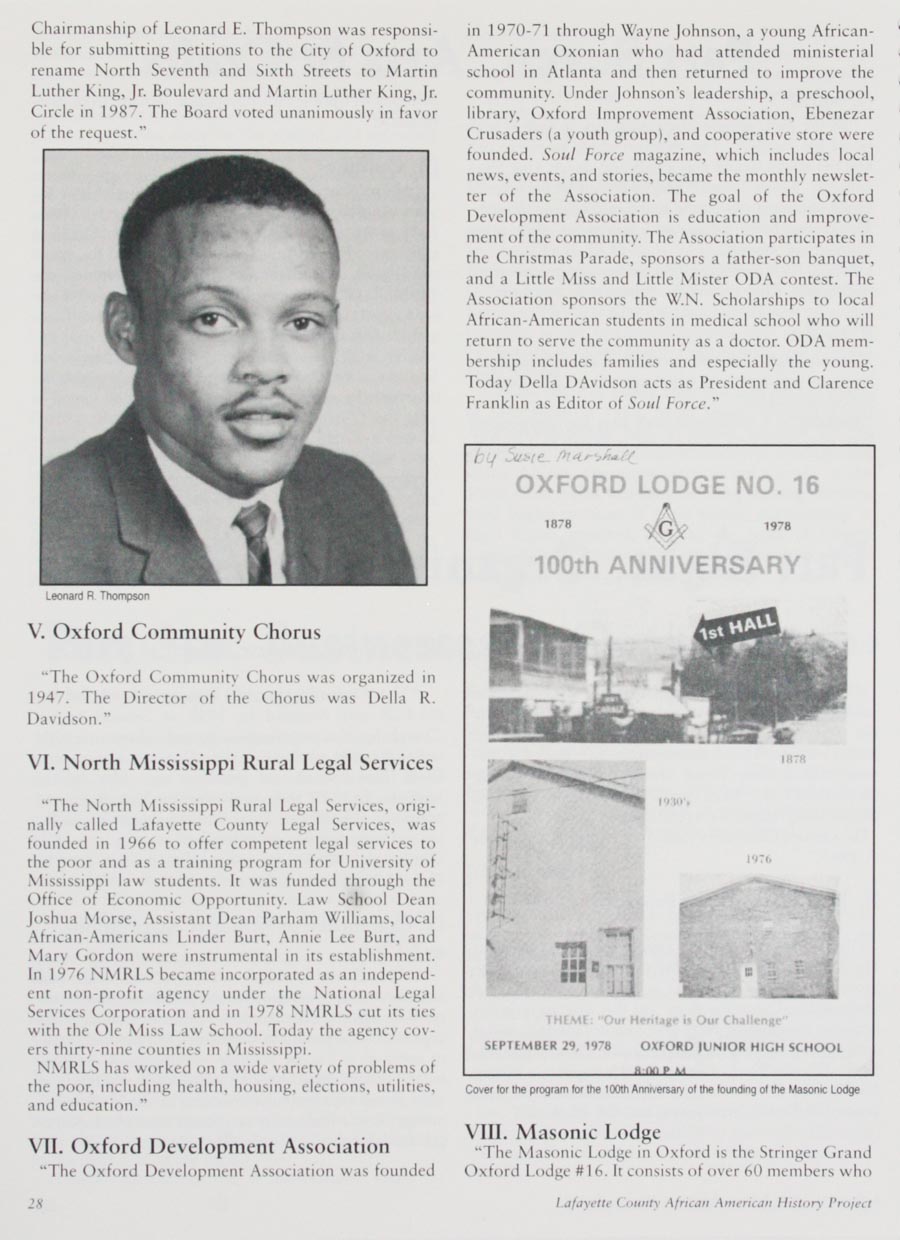 Chairmanship of Leonard E. Thompson was responsi-
ble for submitting petitions to the City of Oxford to
rename North Seventh and Sixth Streets to Martin
Luther King, Jr. Boulevard and Martin Luther King, Jr.
Circle in 1987. The Board voted unanimously in favor
of the request.”
Leonard R. Thompson
V. Oxford Community Chorus
“The Oxford Community Chorus was organized in
1947. The Director of the Chorus was Della R.
Davidson.”
VI. North Mississippi Rural Legal Services
“The North Mississippi Rural Legal Services, origi-
nally called Lafayette County Legal Services, was
founded in 1966 to offer competent legal services to
the poor and as a training program for University of
Mississippi law students. It was funded through the
Office of Economic Opportunity. Law School Dean
Joshua Morse, Assistant Dean Parham Williams, local
African-Americans Linder Burt, Annie Lee Burt, and
Mary Gordon were instrumental in its establishment.
In 1976 NMRLS became incorporated as an independ-
ent non-profit agency under the National Legal
Services Corporation and in 1978 NMRLS cut its ties
with the Ole Miss Law School. Today the agency cov-
ers thirty-nine counties in Mississippi.
NMRLS has worked on a wide variety of problems of
the poor, including health, housing, elections, utilities,
and education.”
VII. Oxford Development Association
“The Oxford Development Association was founded
in 1970-71 through Wayne Johnson, a young African-
American Oxonian who had attended ministerial
school in Atlanta and then returned to improve the
community. Under Johnson’s leadership, a preschool,
library, Oxford Improvement Association, Ebenezar
Crusaders (a youth group), and cooperative store were
founded. Soul Force magazine, which includes local
news, events, and stories, became the monthly newslet-
ter of the Association. The goal of the Oxford
Development Association is education and improve-
ment of the community. The Association participates in
the Christmas Parade, sponsors a father-son banquet,
and a Little Miss and Little Mister ODA contest. The
Association sponsors the W.N. Scholarships to local
African-American students in medical school who will
return to serve the community as a doctor. ODA mem-
bership includes families and especially the young.
Today Della DAvidson acts as President and Clarence
Franklin as Editor of Soul Force.”
by Susie Marshall
OXFORD LODGE NO. 16
1878 G 1978
100th ANNIVERSARY
1st HALL
1878
1930's
1976
THEME: "Our Heritage is Our Challenge"
SEPTEMBER 29, 1978 OXFORD JUNIOR HIGH SCHOOL
8:00 P.M.
Cover for the program for the 100th Anniversary of the founding of the Masonic Lodge
VIII. Masonic Lodge
“The Masonic Lodge in Oxford is the Stringer Grand
Oxford Lodge #16. It consists of over 60 members who
28 Lafayette County African American History Project